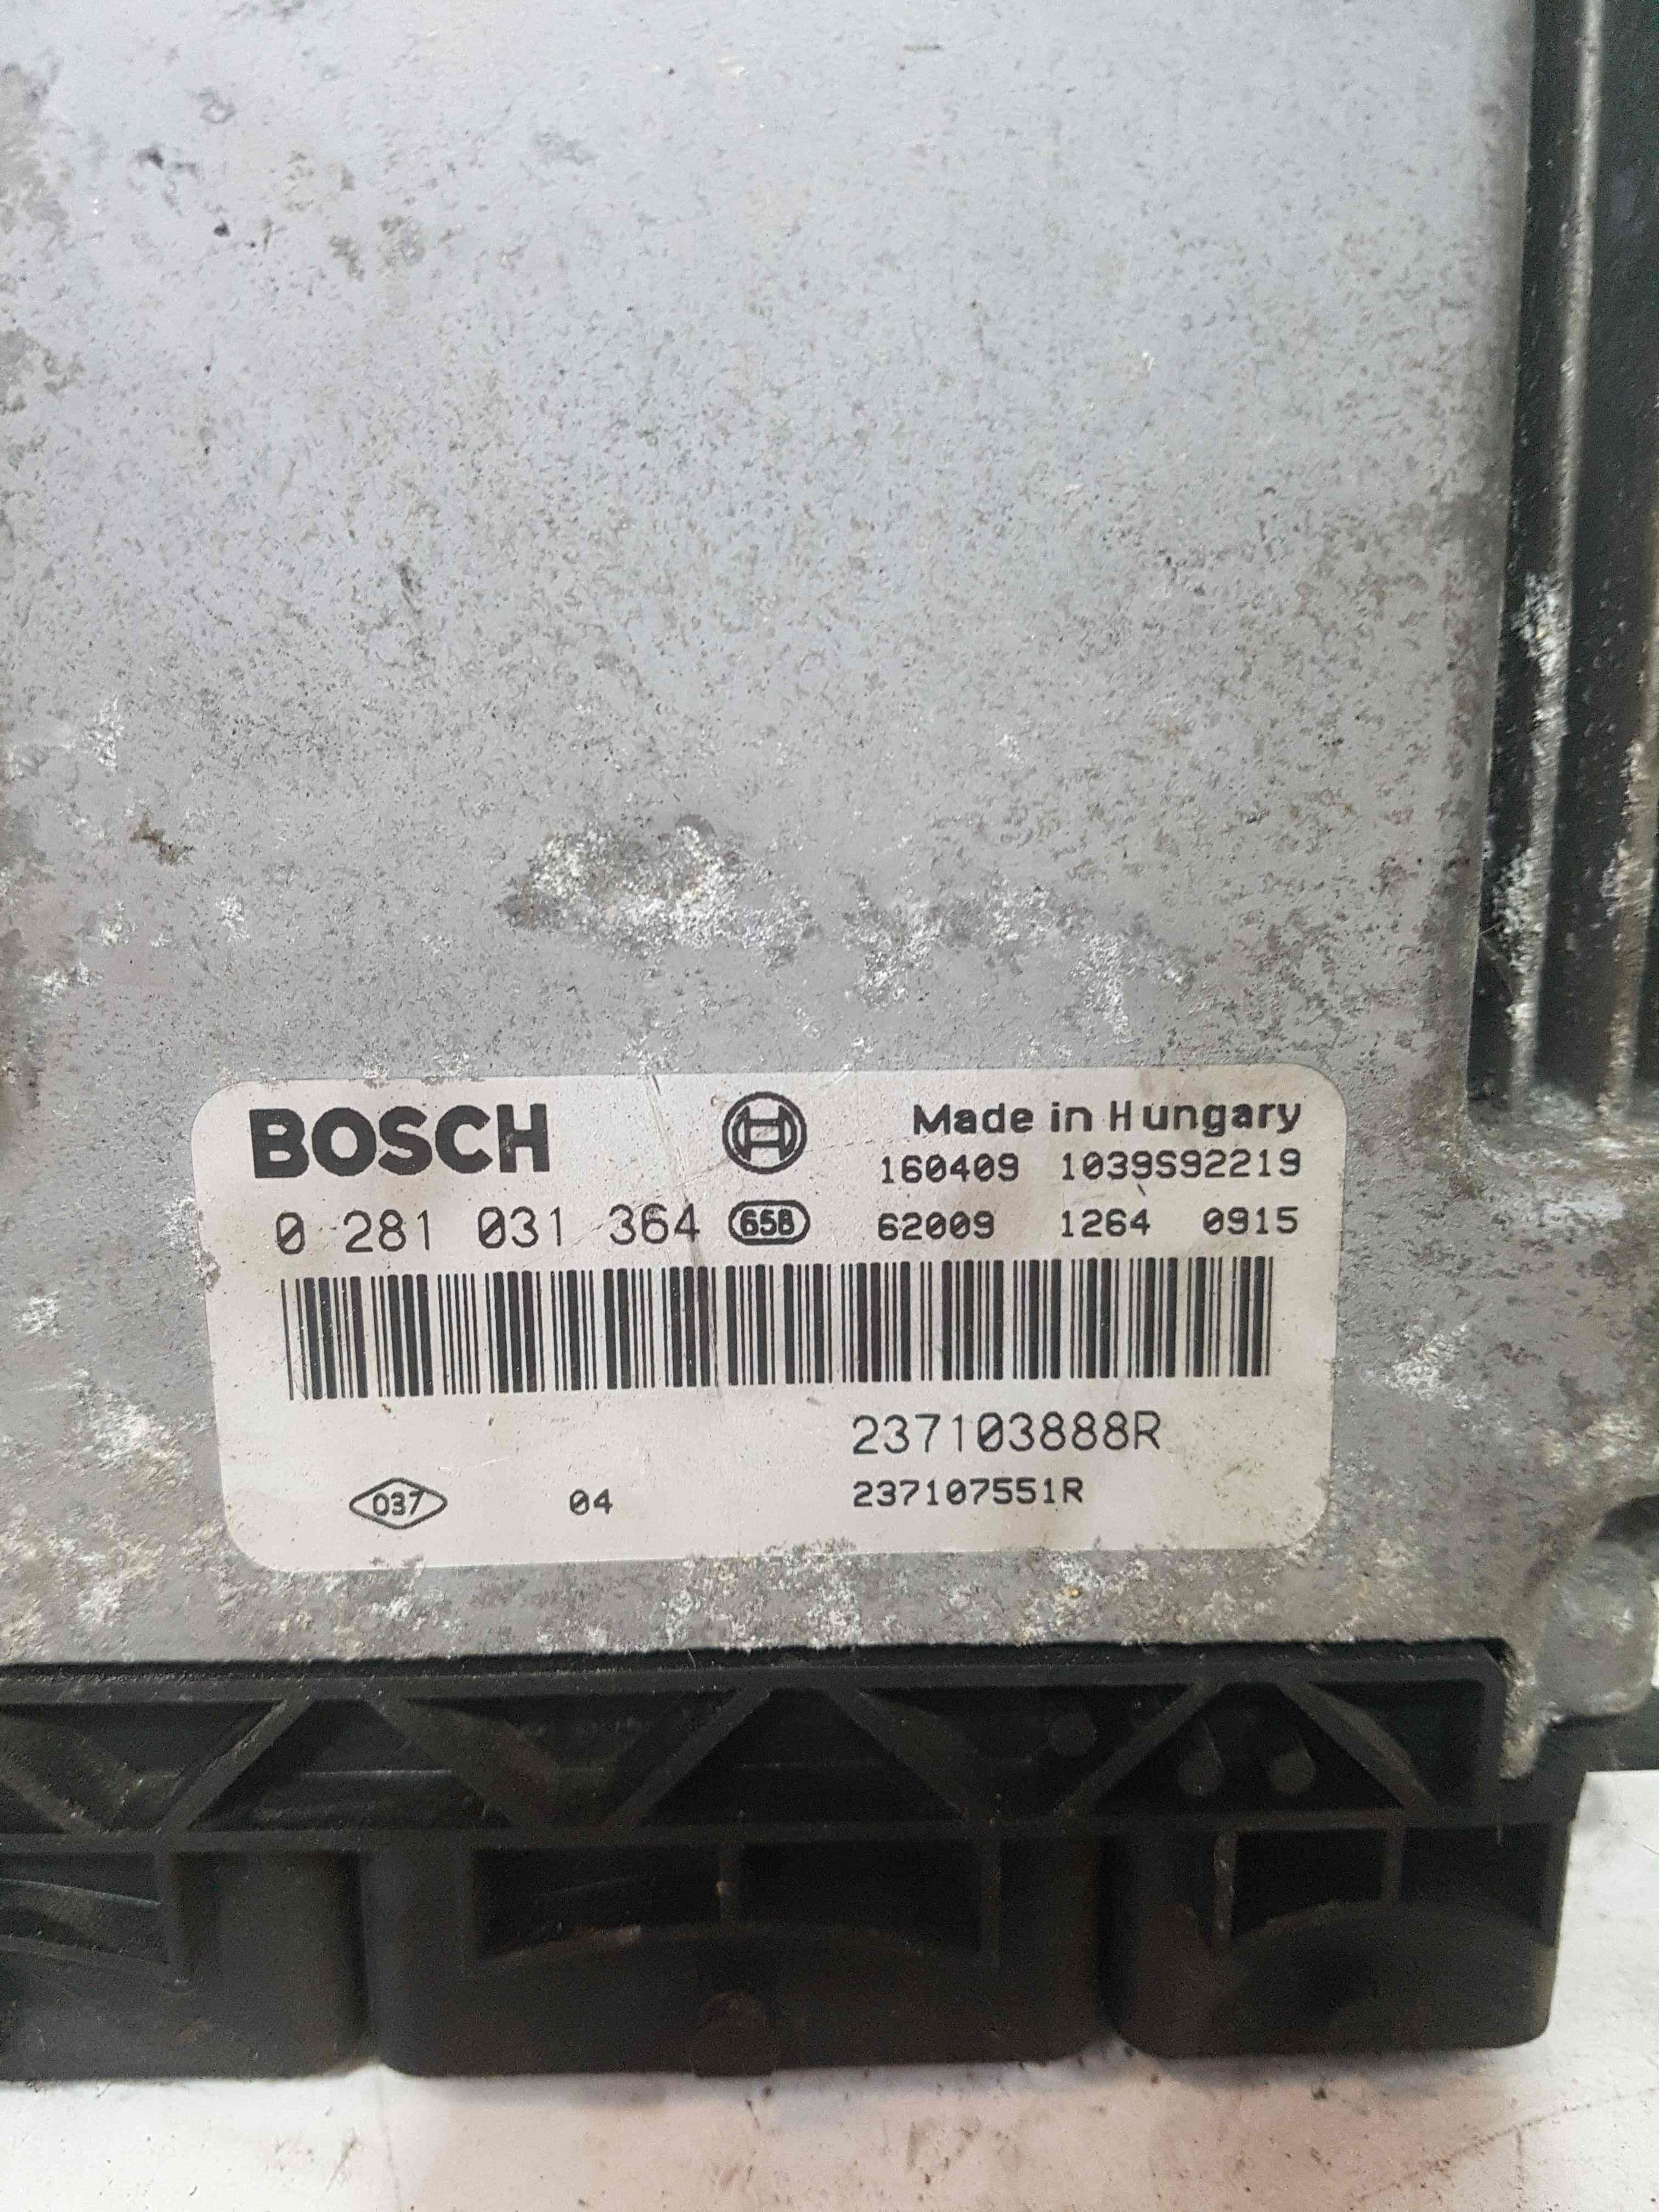 BOSCH
Made in Hungary
160409 1039S92219
0 281 031 364 65B 62009 1264 0915
237103888R
037 04 237107551R